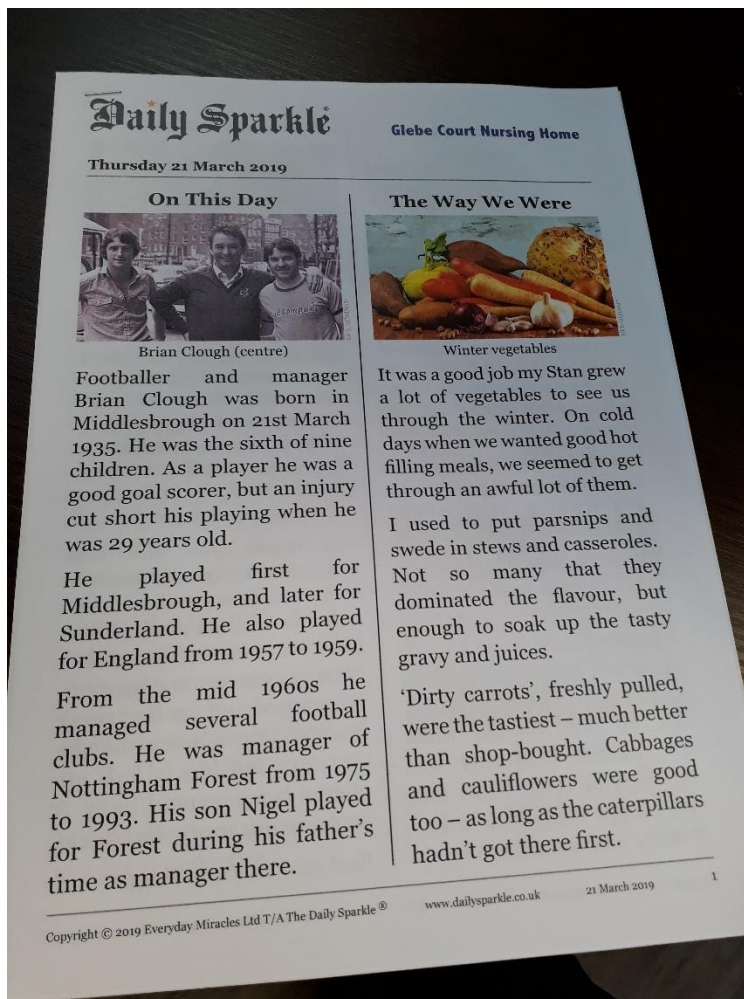 Daily Sparkle
Glebe Court Nursing Home
Thursday 21 March 2019
On This Day
Brian Clough (centre)
Footballer and manager
Brian Clough was born in
Middlesbrough on 21st March
1935. He was the sixth of nine
children. As a player he was a
good goal scorer, but an injury
cut short his playing when he
was 29 years old.
He played first for
Middlesbrough, and later for
Sunderland. He also played
for England from 1957 to 1959.
From the mid 1960s he
managed several football
clubs. He was manager of
Nottingham Forest from 1975
to 1993. His son Nigel played
for Forest during his father's
time as manager there.
The Way We Were
Winter vegetables
It was a good job my Stan grew
a lot of vegetables to see us
through the winter. On cold
days when we wanted good hot
filling meals, we seemed to get
through an awful lot of them.
I used to put parsnips and
swede in stews and casseroles.
Not so many that they
dominated the flavour, but
enough to soak up the tasty
gravy and juices.
‘Dirty carrots’, freshly pulled,
were the tastiest – much better
than shop-bought. Cabbages
and cauliflowers were good
too – as long as the caterpillars
hadn't got there first.
Copyright © 2019 Everyday Miracles Ltd T/A The Daily Sparkle ® www.dailysparkle.co.uk 21 March 2019 1